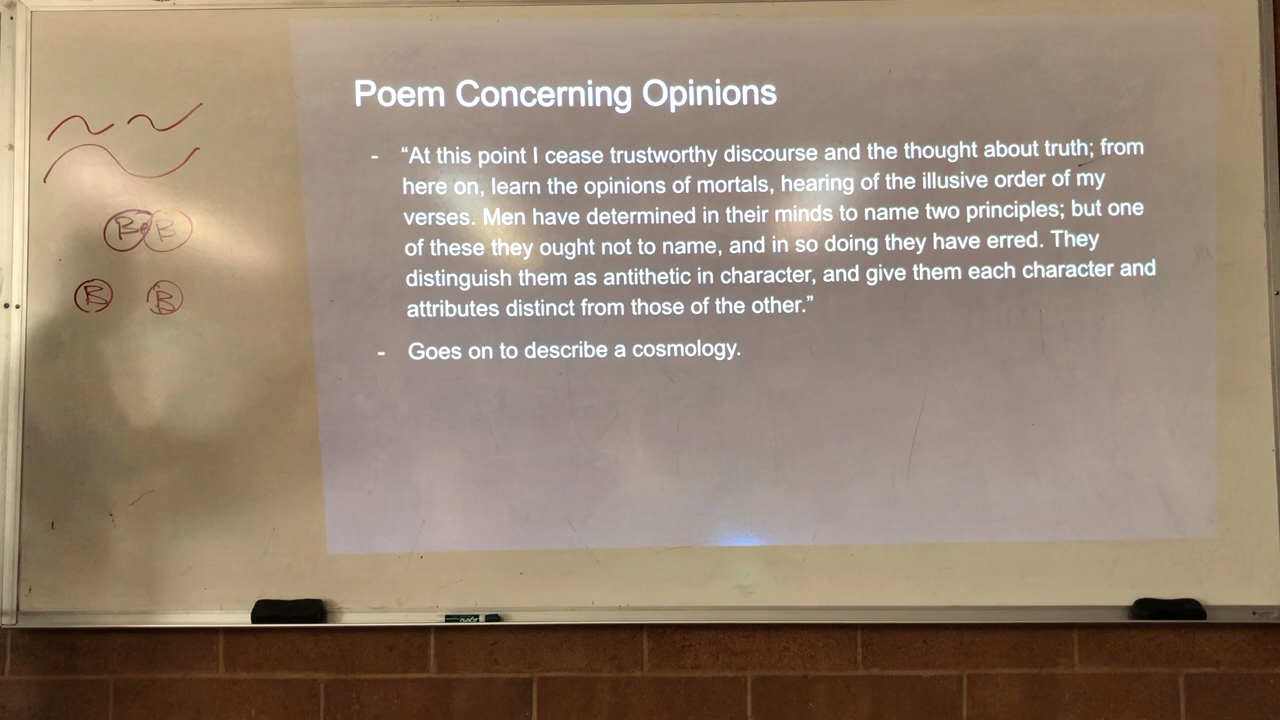 Poem Concerning Opinions
- “At this point I cease trustworthy discourse and the thought about truth; from
here on, learn the opinions of mortals, hearing of the illusive order of my
verses. Men have determined in their minds to name two principles; but one
of these they ought not to name, and in so doing they have erred. They
distinguish them as antithetic in character, and give them each character and
attributes distinct from those of the other.”
- Goes on to describe a cosmology.
B B
B B